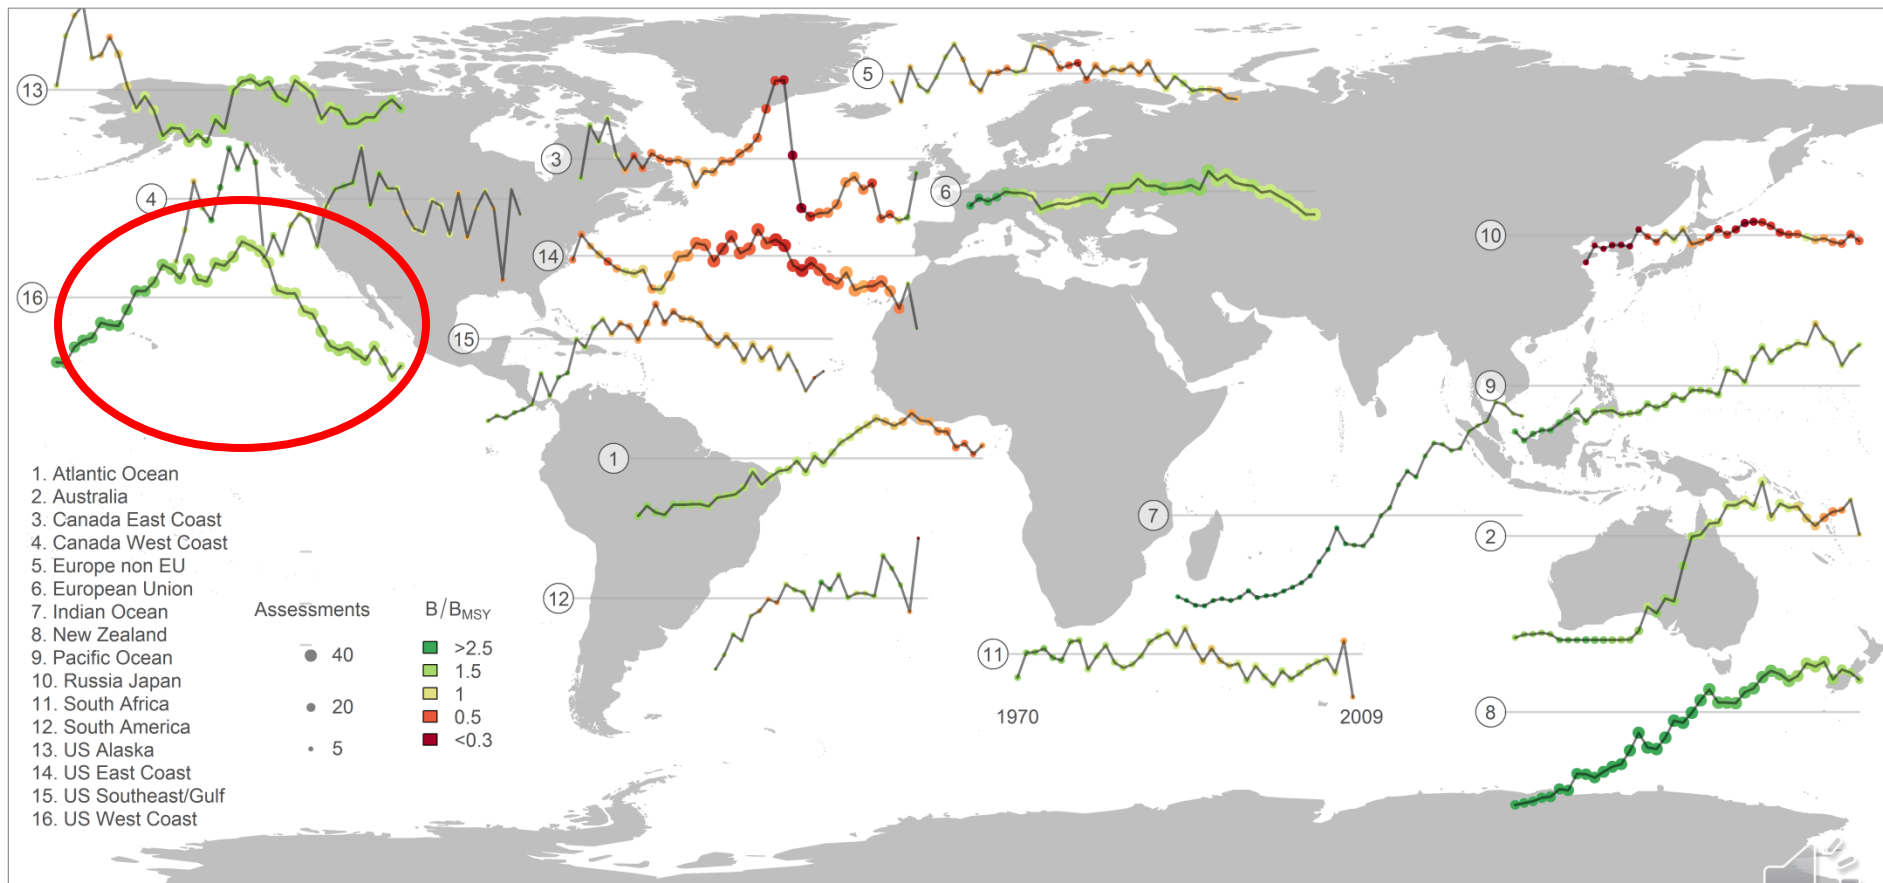 13
5
3
4
6
10
14
16
15
9
1
7
2
12
11
8
1. Atlantic Ocean
2. Australia
3. Canada East Coast
4. Canada West Coast
5. Europe non EU
6. European Union
7. Indian Ocean
8. New Zealand
9. Pacific Ocean
10. Russia Japan
11. South Africa
12. South America
13. US Alaska
14. US East Coast
15. US Southeast/Gulf
16. US West Coast
Assessments
40
20
5
B/BMSY
>2.5
1.5
1
0.5
<0.3
1970 2009